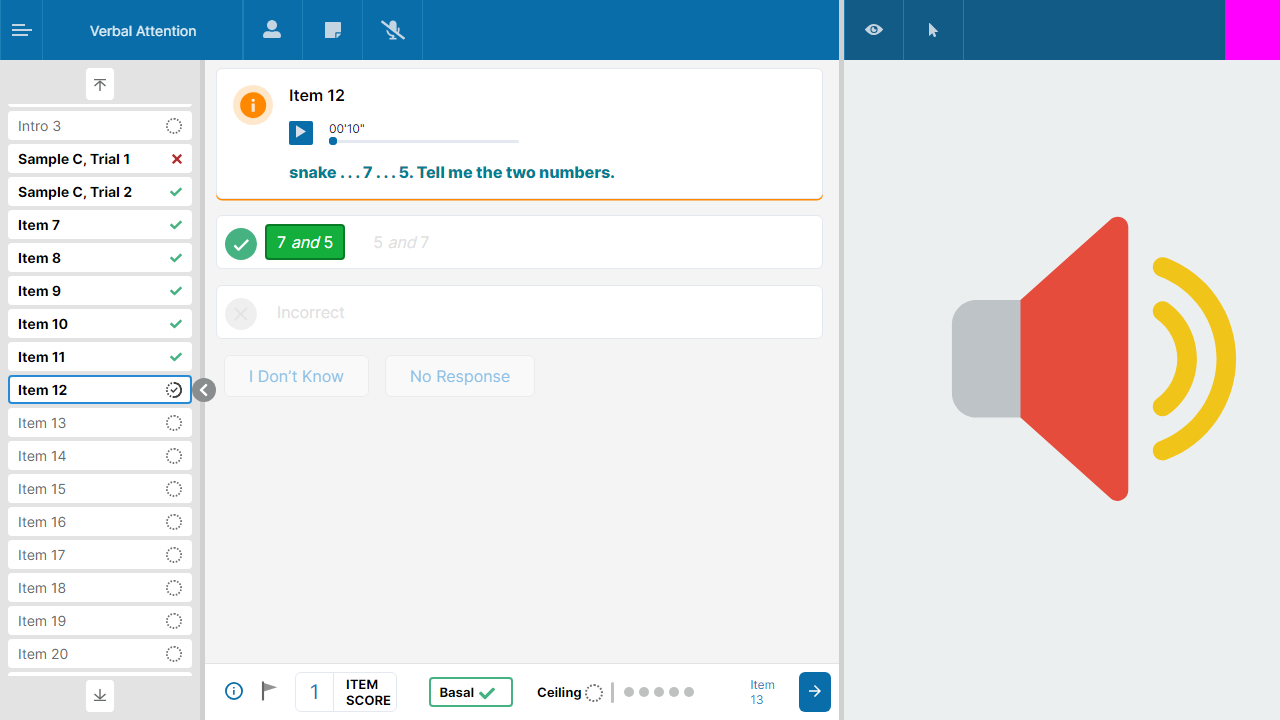 Verbal Attention
Intro 3
Sample C, Trial 1
Sample C, Trial 2
Item 7
Item 8
Item 9
Item 10
Item 11
Item 12
Item 13
Item 14
Item 15
Item 16
Item 17
Item 18
Item 19
Item 20
Item 12
00'10"
snake . . . 7 . . . 5. Tell me the two numbers.
7 and 5 5 and 7
Incorrect
I Don't Know No Response
1 ITEM SCORE
Basal
Ceiling
Item
13